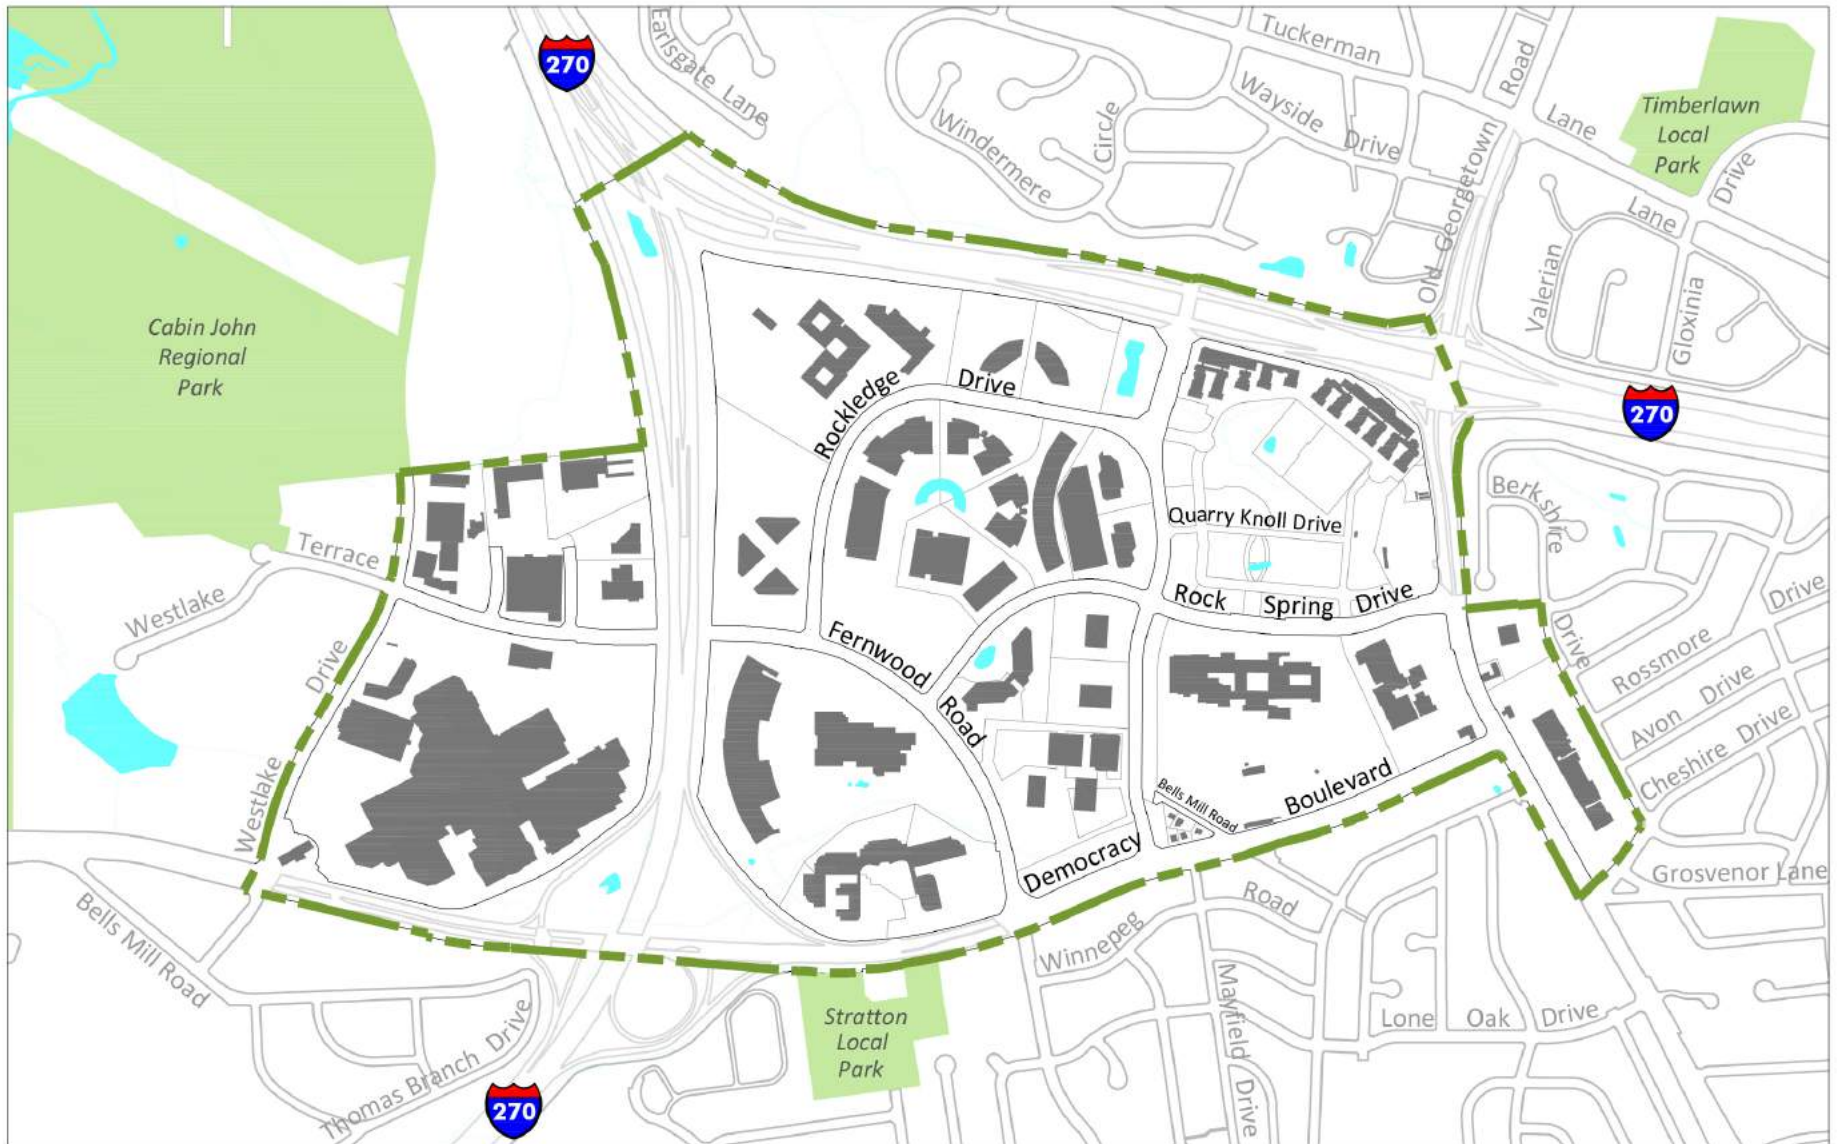 270
Earlsgate Lane
Tuckerman
Lane
Road
Timberlawn
Local
Park
Wayside Drive
Windermere
Circle
Old Georgetown
Lane
Drive
Valerian
Gloxinia
Cabin John
Regional
Park
Rockledge
Drive
270
Berkshire
Drive
Quarry Knoll Drive
Terrace
Westlake
Rock Spring Drive
Drive
Westlake
Fernwood
Road
Rossmore
Drive
Avon Drive
Cheshire Drive
Bells Mill Road
Boulevard
Democracy
Grosvenor Lane
Bells Mill Road
Winnepeg
Road
Mayfield Drive
Lone Oak Drive
Stratton
Local
Park
Thomas Branch Drive
270